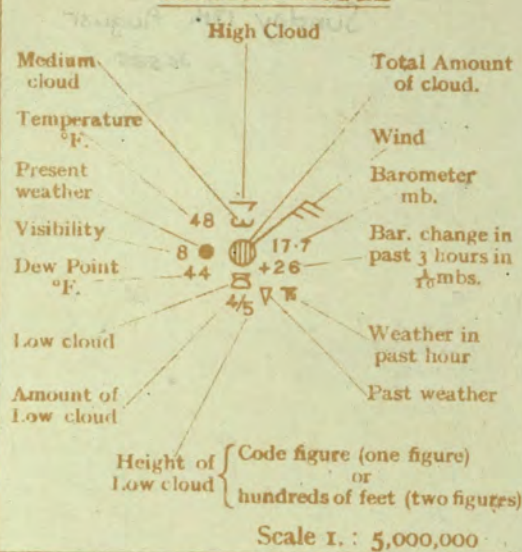 High Cloud
Medium cloud
Total Amount of cloud.
Temperature °F.
Wind
Present weather
Barometer mb.
48
Visibility
8
17.7
Bar. change in past 3 hours in 1/10 mbs.
Dew Point °F.
44
+26
4/5
Low cloud
Weather in past hour
Amount of Low cloud
Past weather
Height of Low cloud
Code figure (one figure)
or
hundreds of feet (two figures)
Scale 1. : 5,000,000